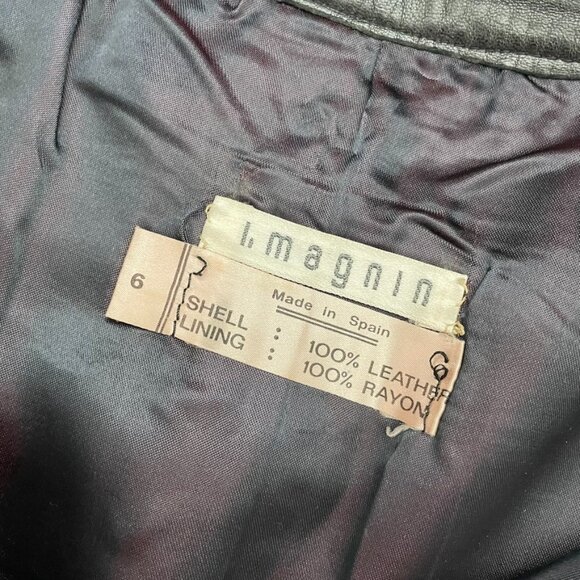 I. magnin
6
Made in Spain
SHELL : 100% LEATHER
LINING : 100% RAYON